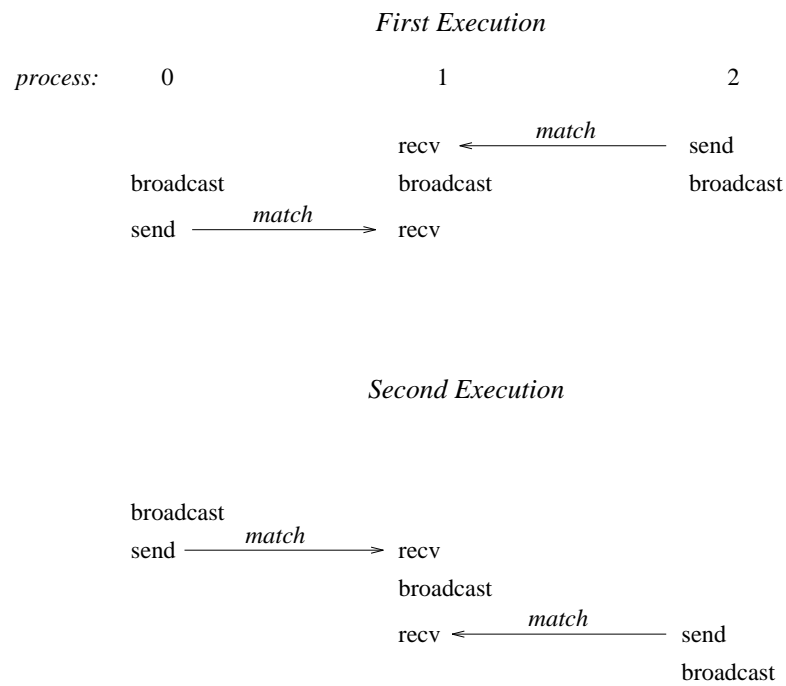 First Execution
process: 0 1 2
match
recv send
broadcast broadcast broadcast
match
send recv
Second Execution
broadcast
match
send recv
broadcast
match
recv send
broadcast